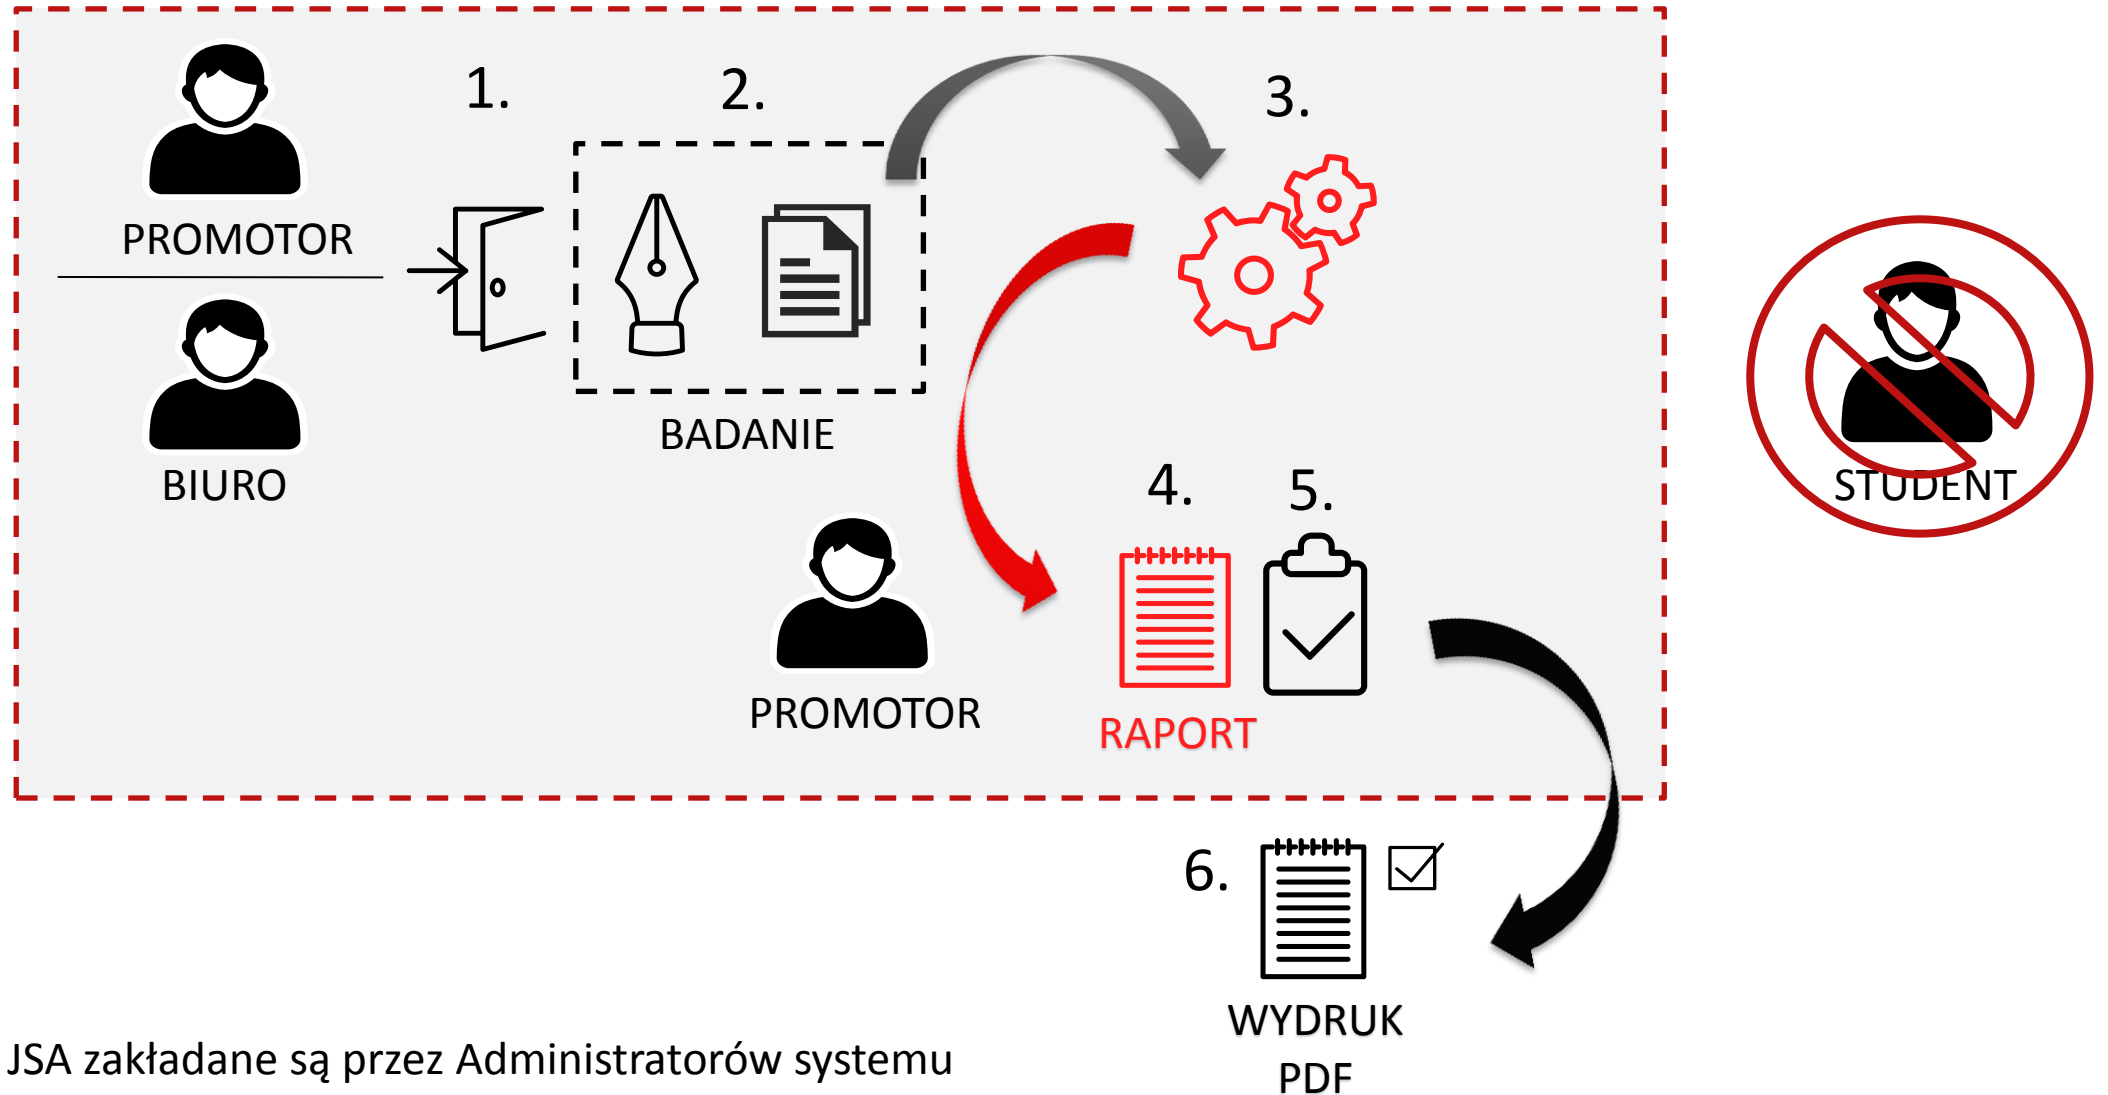 1.
2.
3.
PROMOTOR
BIURO
BADANIE
STUDENT
4.
5.
PROMOTOR
RAPORT
6.
WYDRUK
PDF
JSA zakładane są przez Administratorów systemu